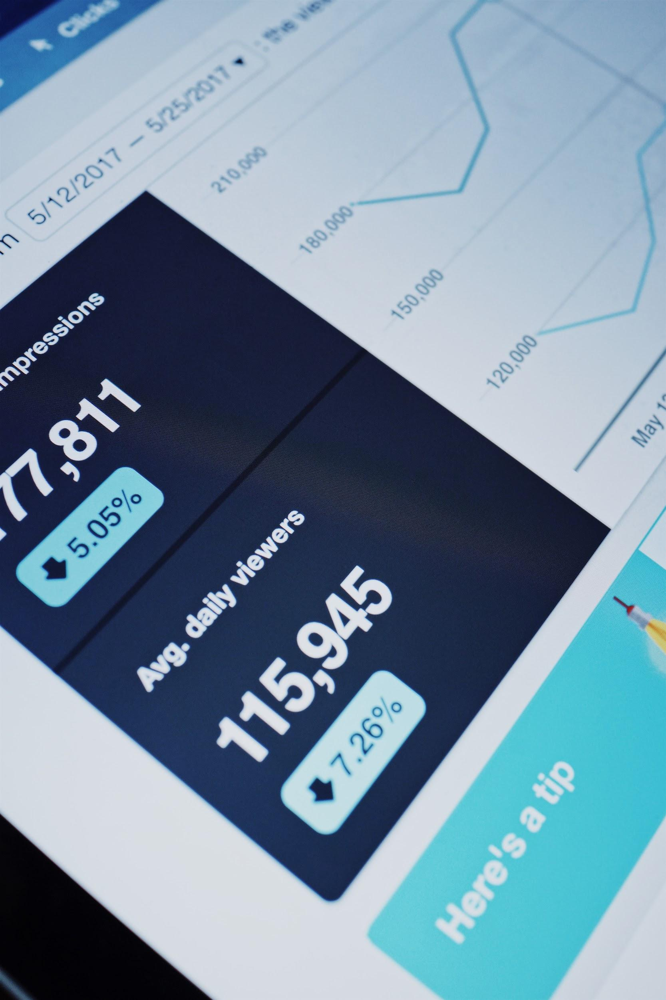 Clicks
5/12/2017 — 5/25/2017
210,000
180,000
150,000
120,000
May
mpressions
77,811
5.05%
Avg. daily viewers
115,945
7.26%
Here's a tip